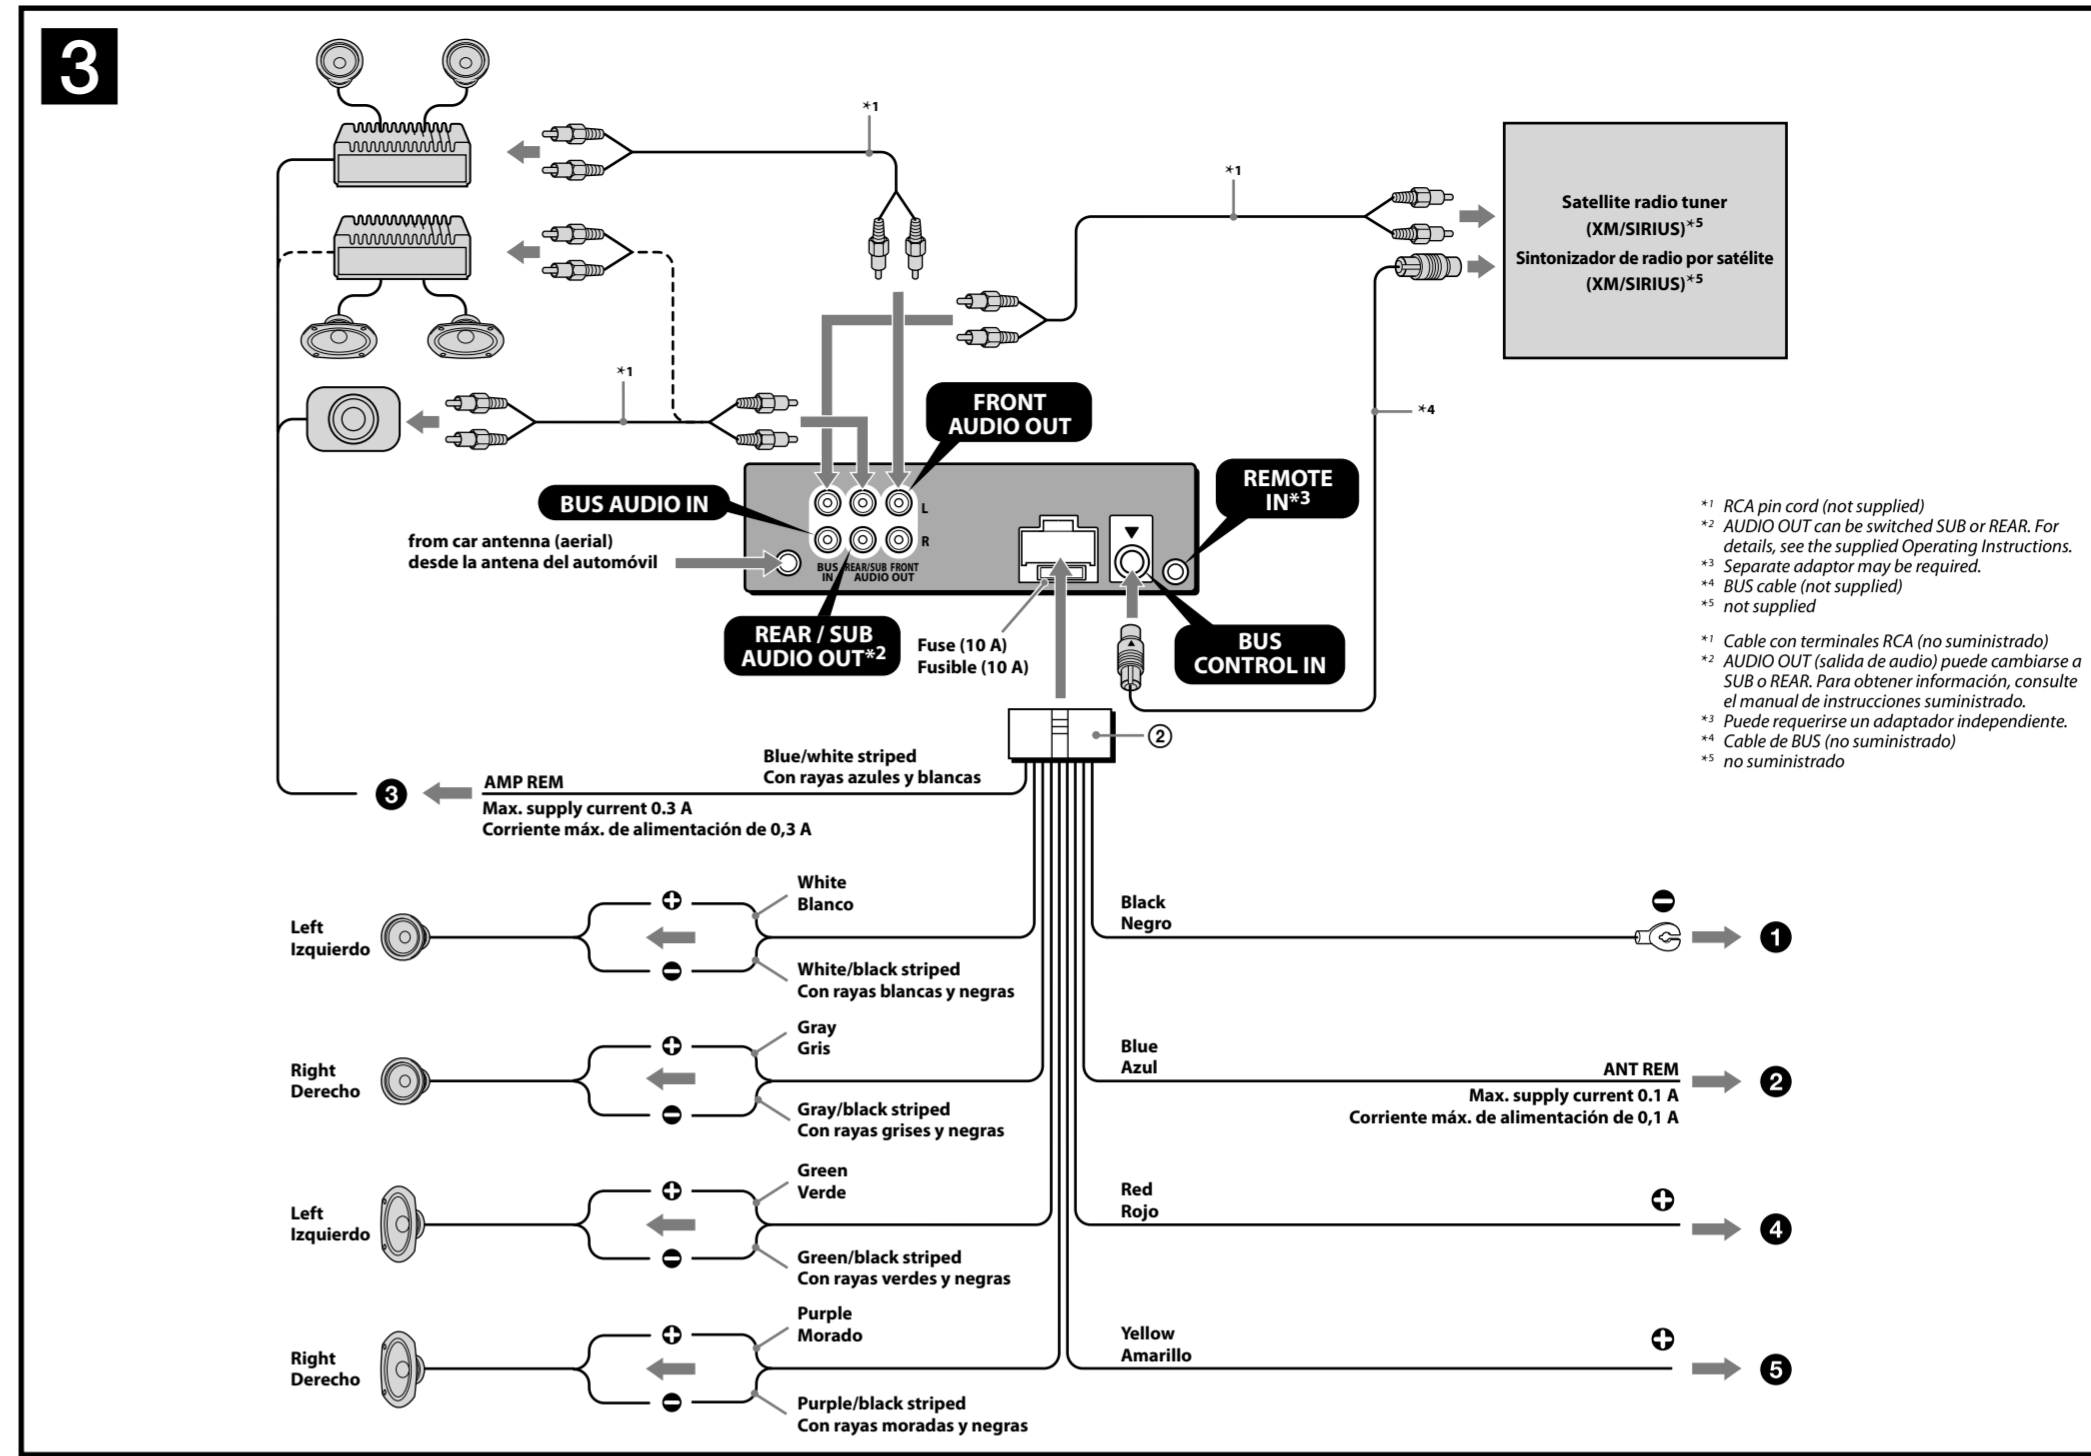 3
*1
*1
Satellite radio tuner
(XM/SIRIUS)*5
Sintonizador de radio por satélite
(XM/SIRIUS)*5
*1
*4
FRONT
AUDIO OUT
REMOTE
IN*3
BUS AUDIO IN
L
R
from car antenna (aerial)
desde la antena del automóvil
BUS
IN
REAR/SUB FRONT
AUDIO OUT
REAR / SUB
AUDIO OUT*2
Fuse (10 A)
Fusible (10 A)
BUS
CONTROL IN
*1 RCA pin cord (not supplied)
*2 AUDIO OUT can be switched SUB or REAR. For
details, see the supplied Operating Instructions.
*3 Separate adaptor may be required.
*4 BUS cable (not supplied)
*5 not supplied
*1 Cable con terminales RCA (no suministrado)
*2 AUDIO OUT (salida de audio) puede cambiarse a
SUB o REAR. Para obtener información, consulte
el manual de instrucciones suministrado.
*3 Puede requerirse un adaptador independiente.
*4 Cable de BUS (no suministrado)
*5 no suministrado
②
Blue/white striped
Con rayas azules y blancas
❸
AMP REM
Max. supply current 0.3 A
Corriente máx. de alimentación de 0,3 A
Left
Izquierdo
White
Blanco
White/black striped
Con rayas blancas y negras
Black
Negro
❶
Right
Derecho
Gray
Gris
Gray/black striped
Con rayas grises y negras
Blue
Azul
ANT REM
Max. supply current 0.1 A
Corriente máx. de alimentación de 0,1 A
❷
Left
Izquierdo
Green
Verde
Green/black striped
Con rayas verdes y negras
Red
Rojo
❹
Right
Derecho
Purple
Morado
Purple/black striped
Con rayas moradas y negras
Yellow
Amarillo
❺